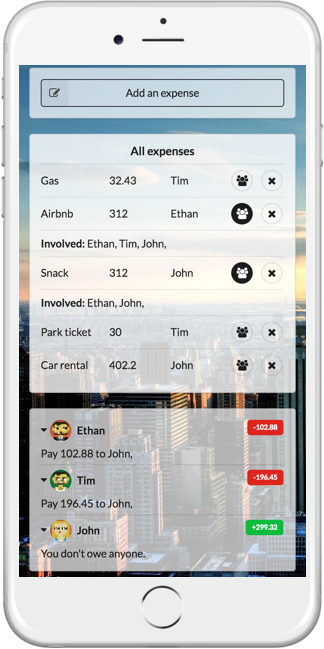 Add an expense
All expenses
Gas 32.43 Tim
Airbnb 312 Ethan
Involved: Ethan, Tim, John,
Snack 312 John
Involved: Ethan, John,
Park ticket 30 Tim
Car rental 402.2 John
Ethan -102.88
Pay 102.88 to John,
Tim -196.45
Pay 196.45 to John,
John +299.32
You don't owe anyone.